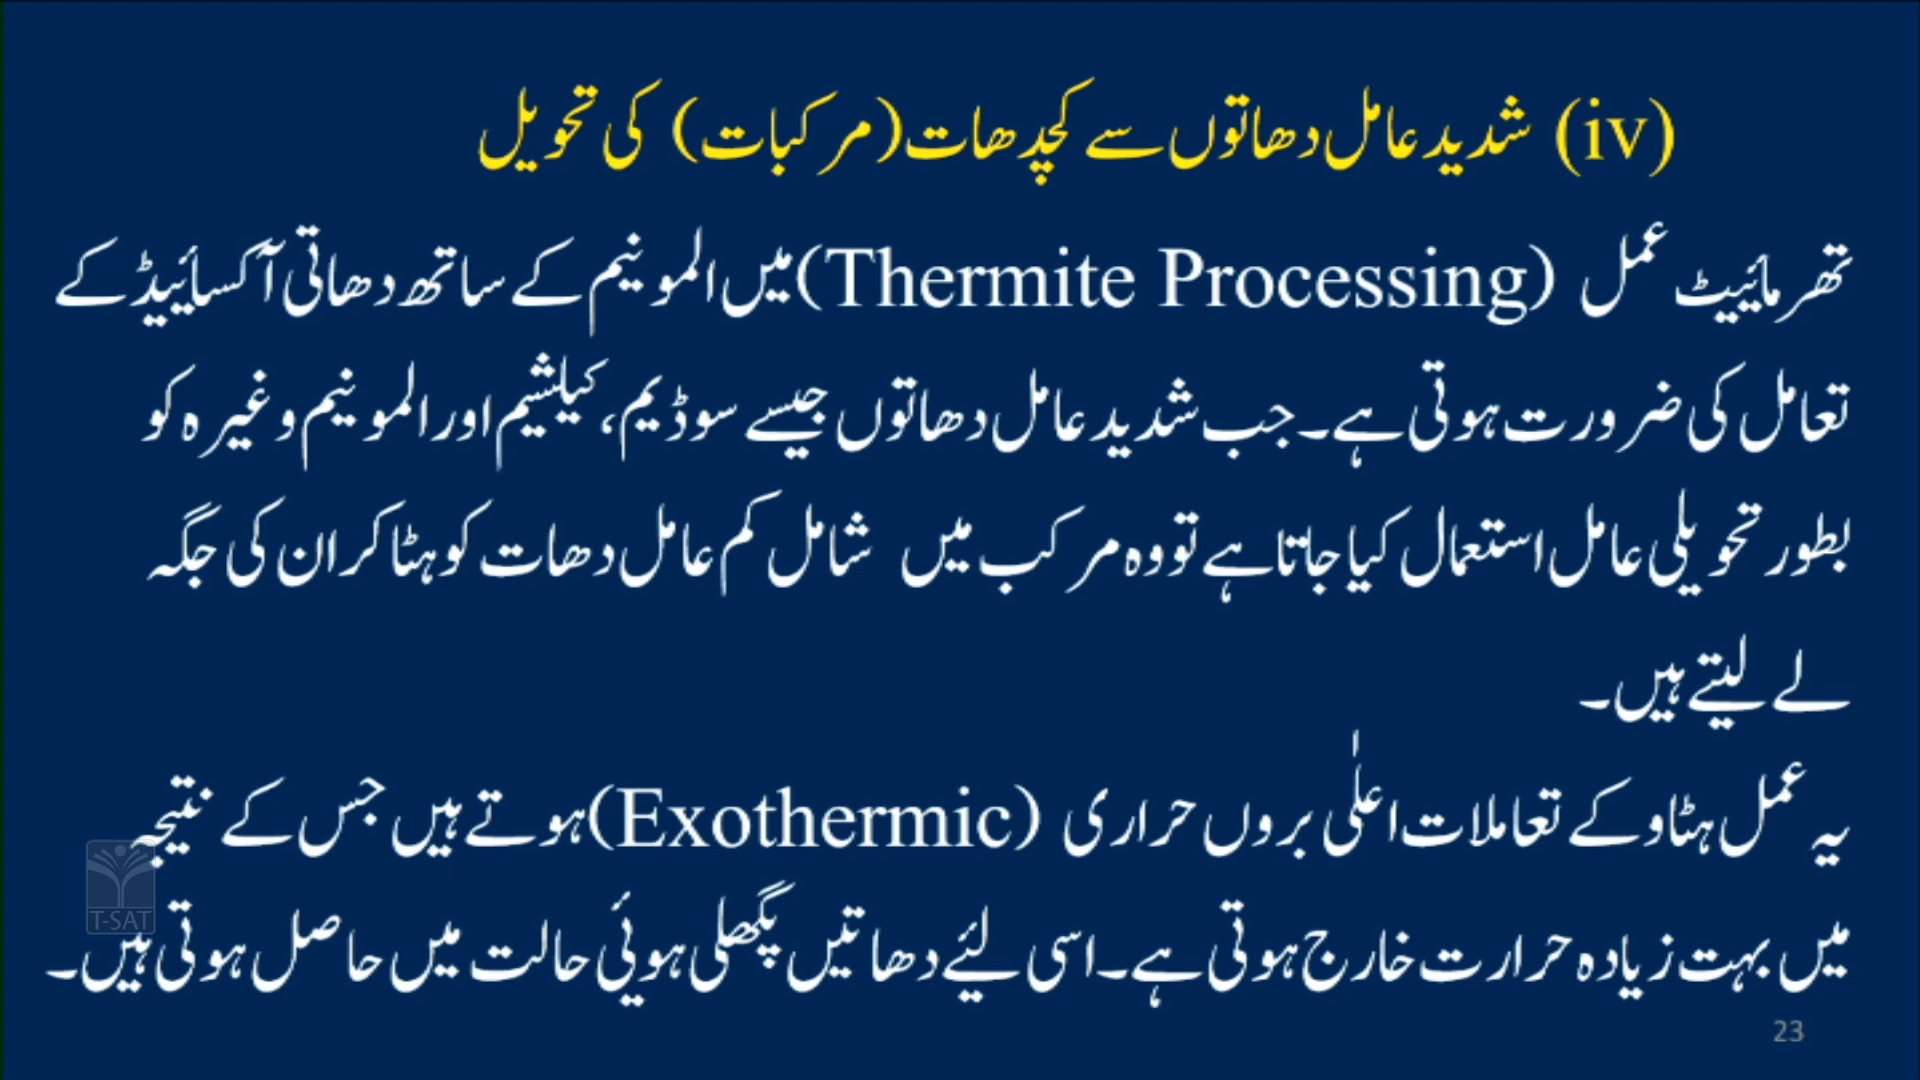 (iv) شدید عامل دھاتوں سے کچدھات (مرکبات) کی تحویل
تھرمائیٹ عمل (Thermite Processing) میں المونیم کے ساتھ دھاتی آکسائیڈ کے
تعامل کی ضرورت ہوتی ہے۔ جب شدید عامل دھاتوں جیسے سوڈیم، کیلشیم اور المونیم وغیرہ کو
بطور تحویلی عامل استعمال کیا جاتا ہے تو وہ مرکب میں شامل کم عامل دھات کو ہٹا کر ان کی جگہ
لے لیتے ہیں۔
یہ عمل ہٹاو کے تعاملات اعلٰی بروں حراری (Exothermic) ہوتے ہیں جس کے نتیجہ
میں بہت زیادہ حرارت خارج ہوتی ہے۔ اسی لئے دھاتیں پگھلی ہوئی حالت میں حاصل ہوتی ہیں۔
T-SAT
23